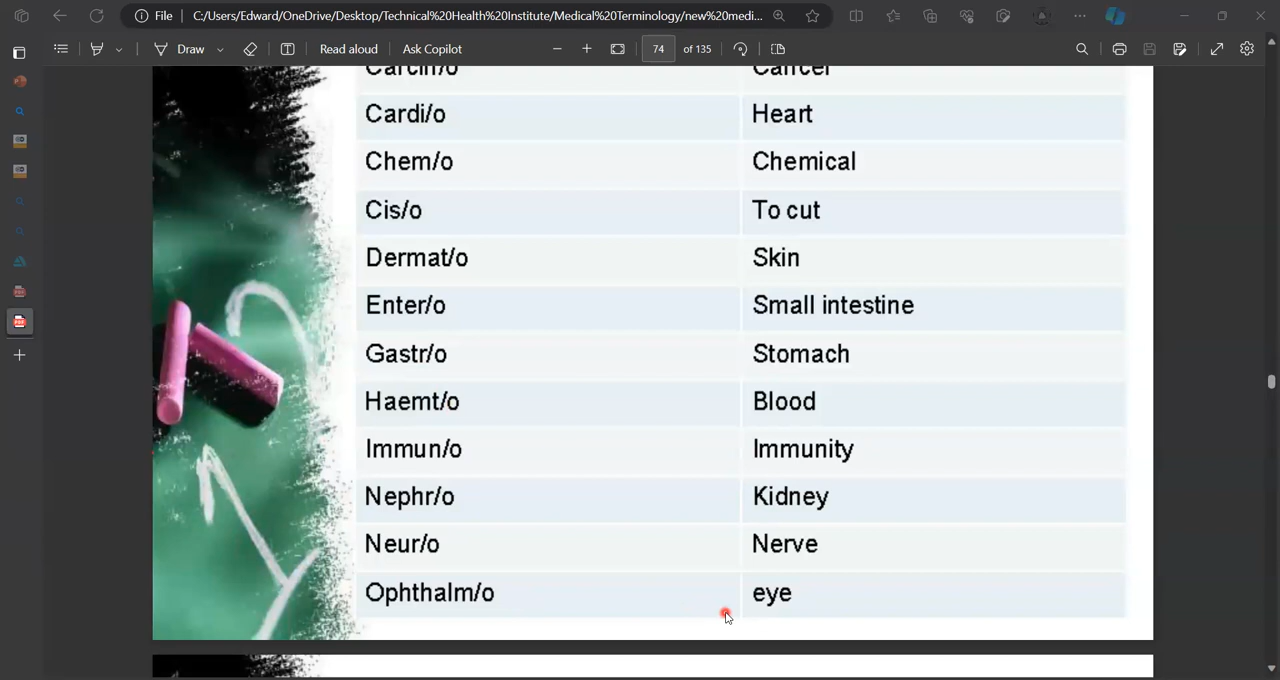 File
C:/Users/Edward/OneDrive/Desktop/Technical%20Health%20Institute/Medical%20Terminology/new%20medi...
Draw
Read aloud
Ask Copilot
74 of 135
Carcin/o Cancer
Cardi/o Heart
Chem/o Chemical
Cis/o To cut
Dermat/o Skin
Enter/o Small intestine
Gastr/o Stomach
Haemt/o Blood
Immun/o Immunity
Nephr/o Kidney
Neur/o Nerve
Ophthalm/o eye